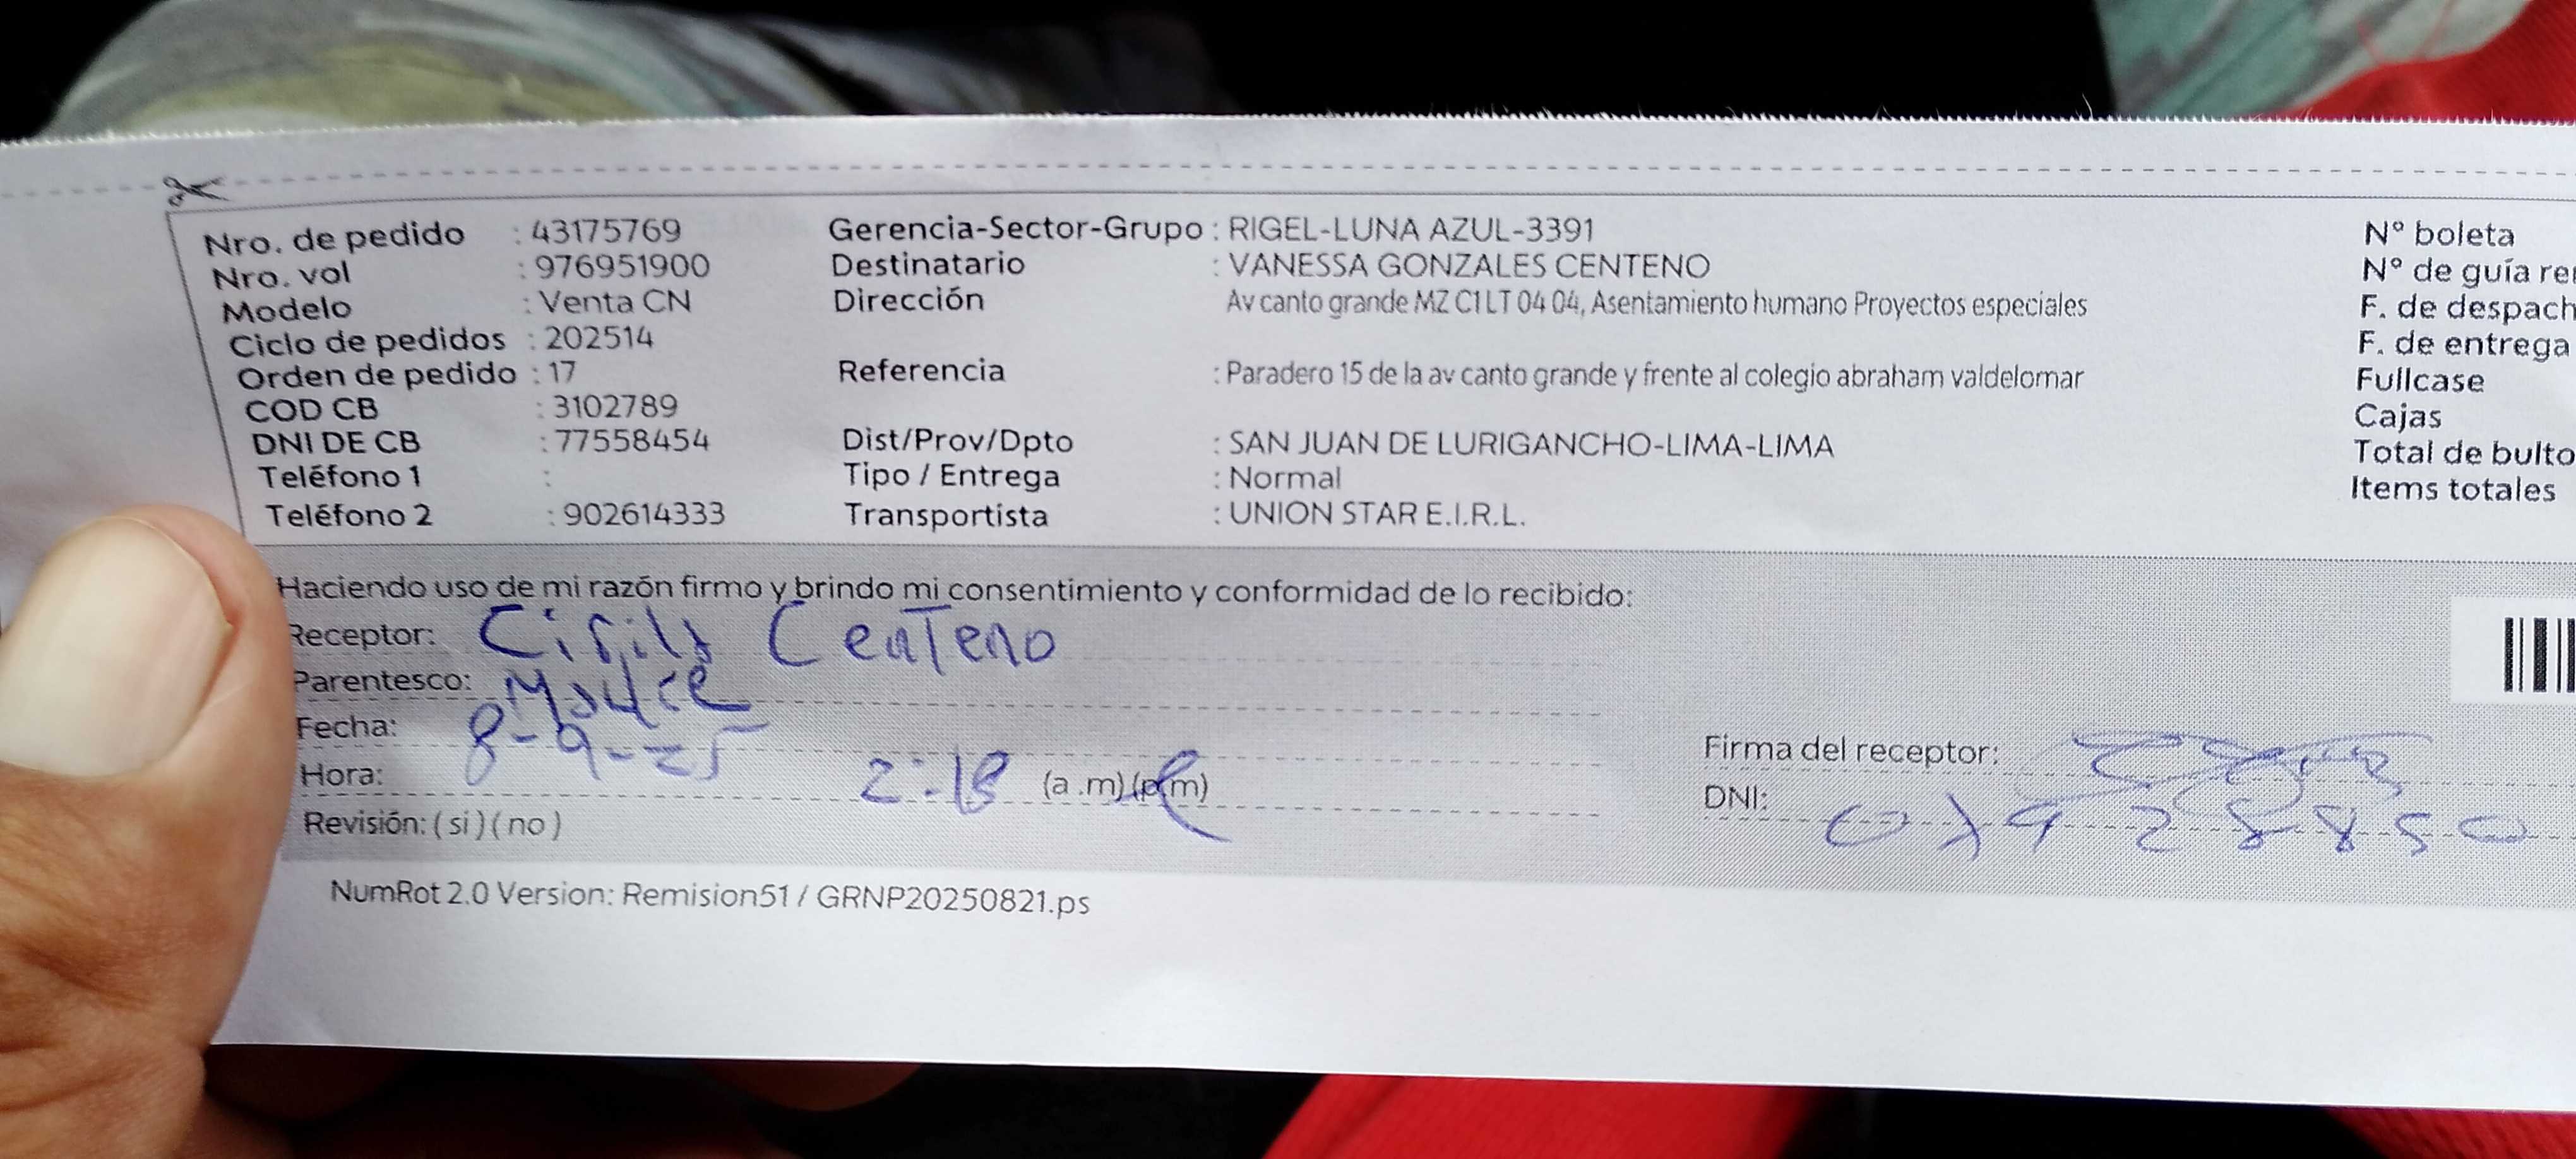 Nro. de pedido : 43175769 Gerencia-Sector-Grupo : RIGEL-LUNA AZUL-3391 N° boleta
Nro. vol : 976951900 Destinatario : VANESSA GONZALES CENTENO N° de guía re
Modelo : Venta CN Dirección Av canto grande MZ C1 LT 04 04, Asentamiento humano Proyectos especiales F. de despach
Ciclo de pedidos : 202514 F. de entrega
Orden de pedido : 17 Referencia : Paradero 15 de la av canto grande y frente al colegio abraham valdelomar Fullcase
COD CB : 3102789 Cajas
DNI DE CB : 77558454 Dist/Prov/Dpto : SAN JUAN DE LURIGANCHO-LIMA-LIMA Total de bulto
Teléfono 1 : Tipo / Entrega : Normal Items totales
Teléfono 2 : 902614333 Transportista : UNION STAR E.I.R.L.
Haciendo uso de mi razón firmo y brindo mi consentimiento y conformidad de lo recibido:
Receptor: Centeno
Parentesco: Madre
Fecha: 8-9-25
Hora: 2:18 (a .m) (p.m) Firma del receptor:
Revisión: ( si ) ( no ) DNI:
NumRot 2.0 Version: Remision51 / GRNP20250821.ps